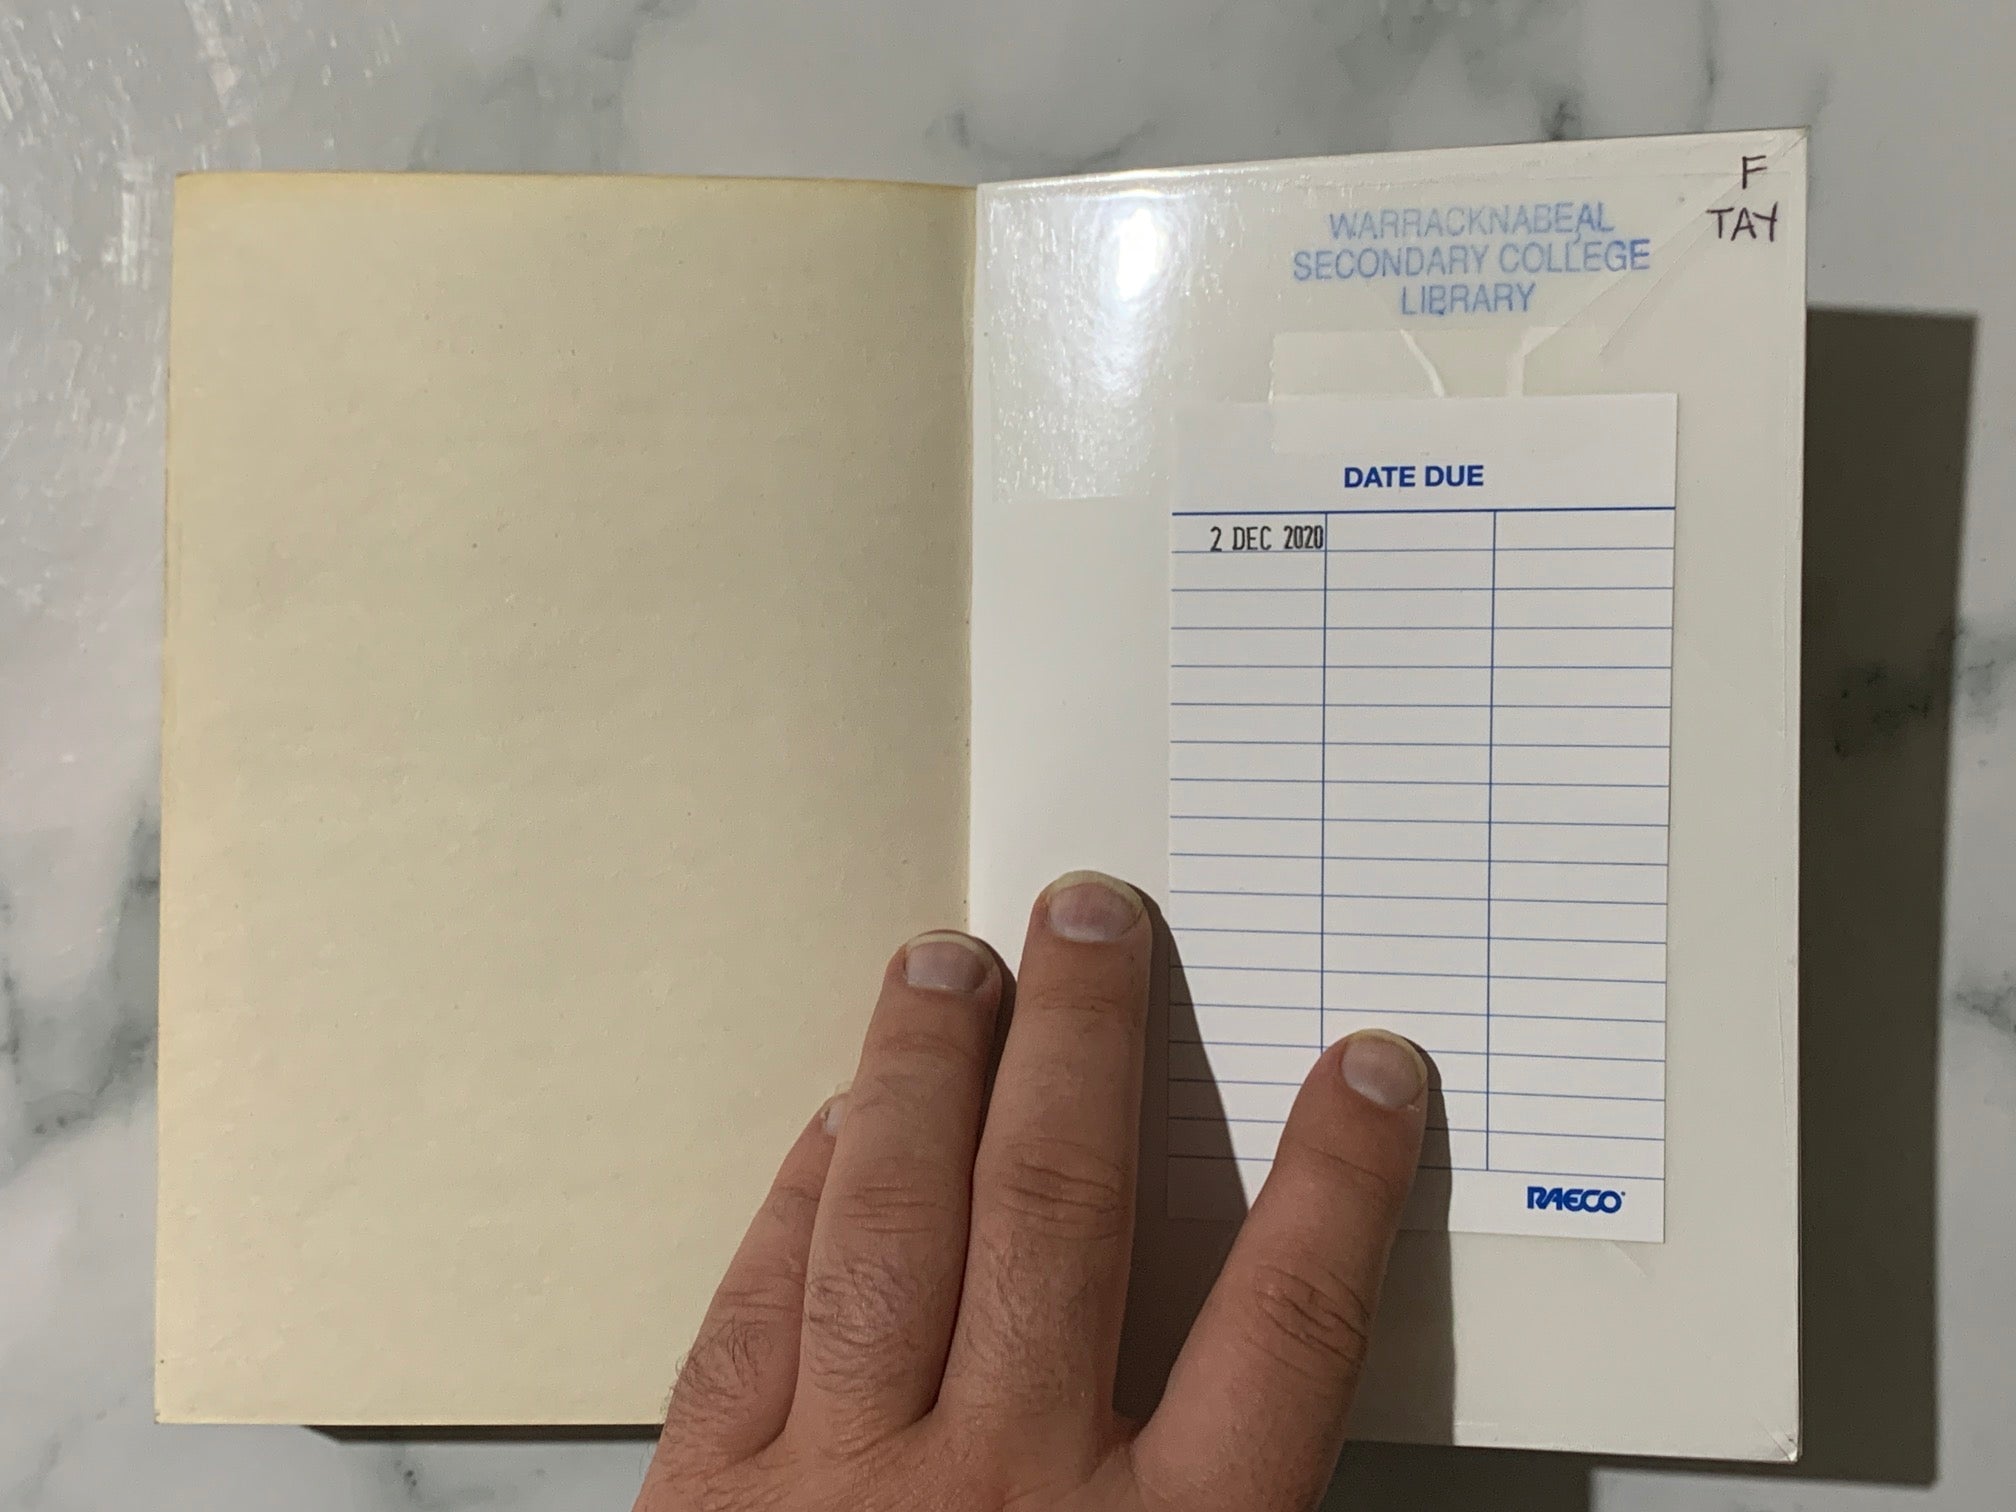 F
TAY
WARRACKNABEAL
SECONDARY COLLEGE
LIBRARY
DATE DUE
2 DEC 2020
RAECO